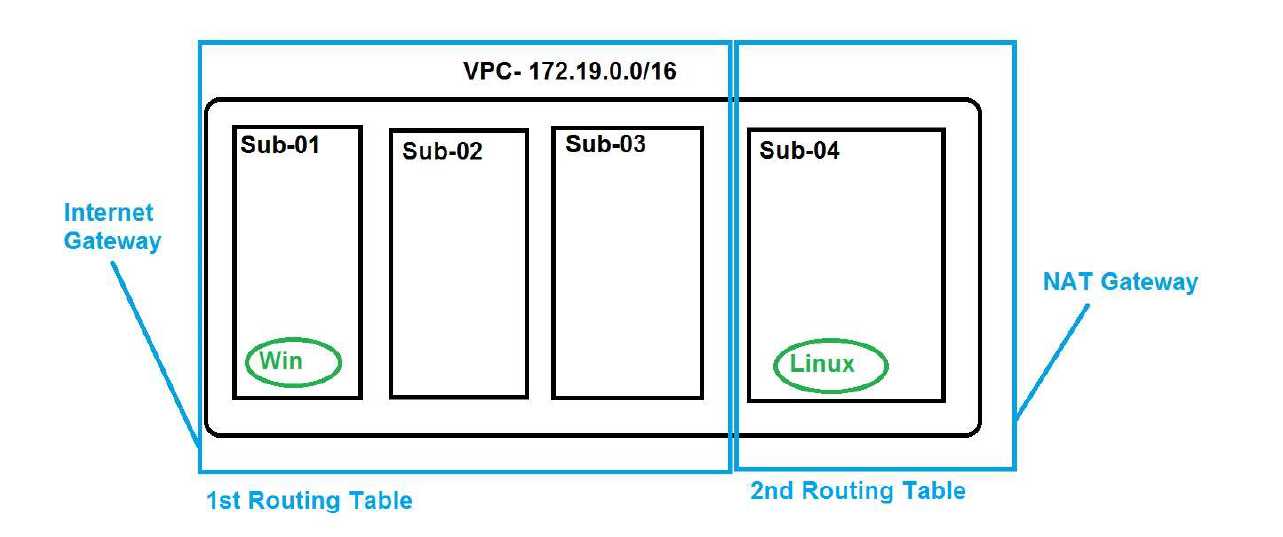 VPC- 172.19.0.0/16
Sub-01
Sub-02
Sub-03
Sub-04
Internet
Gateway
NAT Gateway
Win
Linux
1st Routing Table
2nd Routing Table